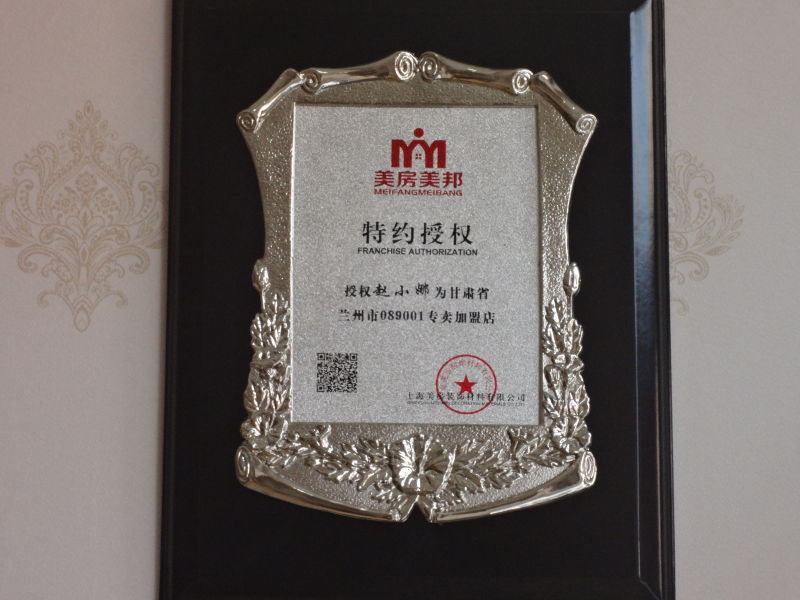 美房美邦
MEIFANGMEIBANG
特约授权
FRANCHISE AUTHORIZATION
授权赵小娜为甘肃省
兰州市089001专卖加盟店
上海美房装饰材料有限公司